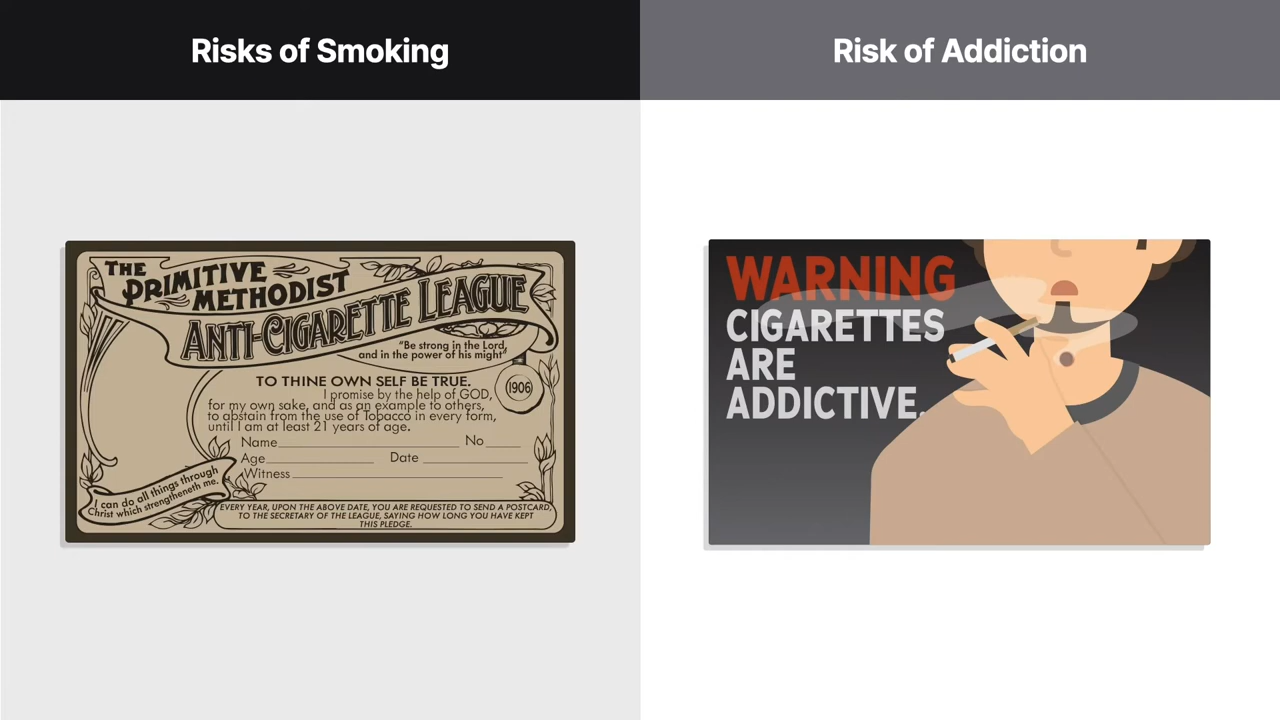 Risks of Smoking
Risk of Addiction
THE
PRIMITIVE
METHODIST
ANTI-CIGARETTE LEAGUE
"Be strong in the Lord,
and in the power of his might"
TO THINE OWN SELF BE TRUE.
1906
I promise by the help of GOD,
for my own sake, and as an example to others,
to abstain from the use of Tobacco in every form,
until I am at least 21 years of age.
Name No
Age Date
Witness
I can do all things through
Christ which strengtheneth me.
EVERY YEAR, UPON THE ABOVE DATE, YOU ARE REQUESTED TO SEND A POSTCARD,
TO THE SECRETARY OF THE LEAGUE, SAYING HOW LONG YOU HAVE KEPT
THIS PLEDGE.
WARNING
CIGARETTES
ARE
ADDICTIVE.